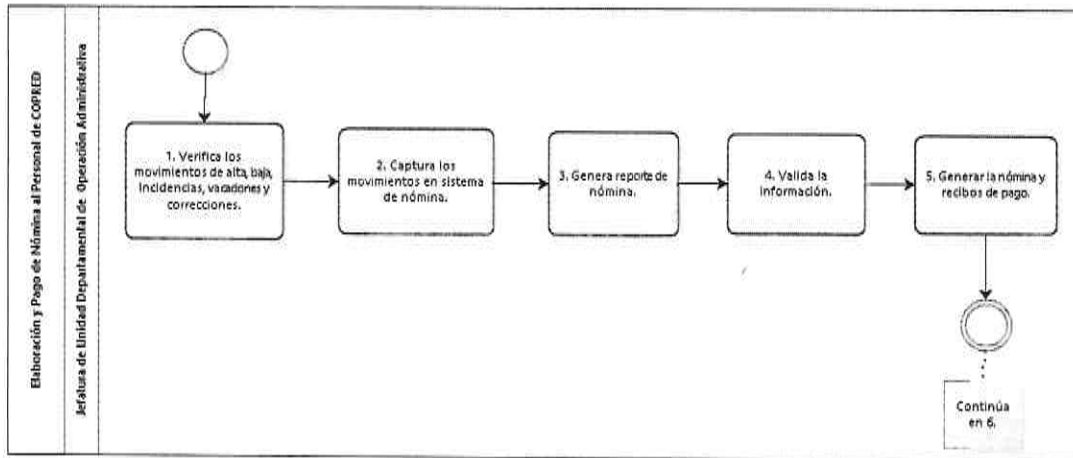 Elaboración y Pago de Nómina al Personal de COPRED
Jefatura de Unidad Departamental de Operación Administrativa
1. Verifica los
movimientos de alta, baja,
incidencias, vacaciones y
correcciones.
2. Captura los
movimientos en sistema
de nómina.
3. Genera reporte de
nómina.
4. Valida la
información.
5. Generar la nómina y
recibos de pago.
Continúa
en 6.